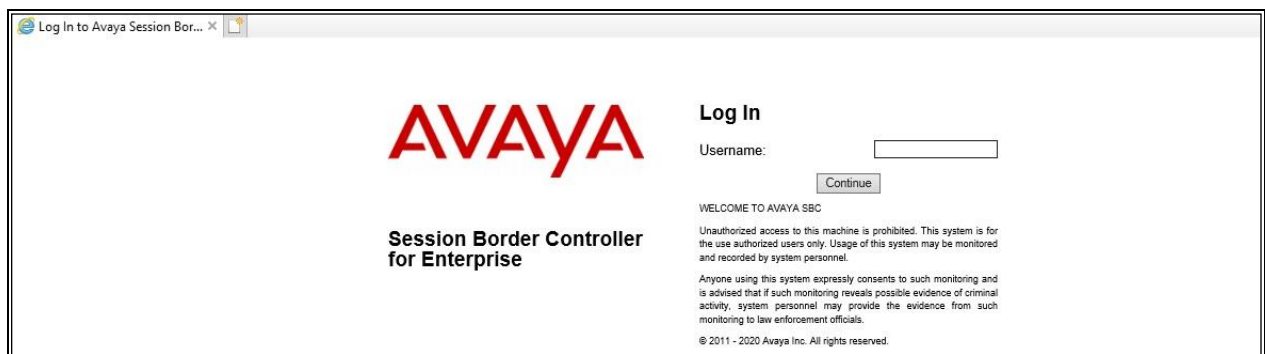 Log In to Avaya Session Bor...
AVAYA
Session Border Controller
for Enterprise
Log In
Username:
Continue
WELCOME TO AVAYA SBC
Unauthorized access to this machine is prohibited. This system is for
the use authorized users only. Usage of this system may be monitored
and recorded by system personnel.
Anyone using this system expressly consents to such monitoring and
is advised that if such monitoring reveals possible evidence of criminal
activity, system personnel may provide the evidence from such
monitoring to law enforcement officials.
© 2011 - 2020 Avaya Inc. All rights reserved.